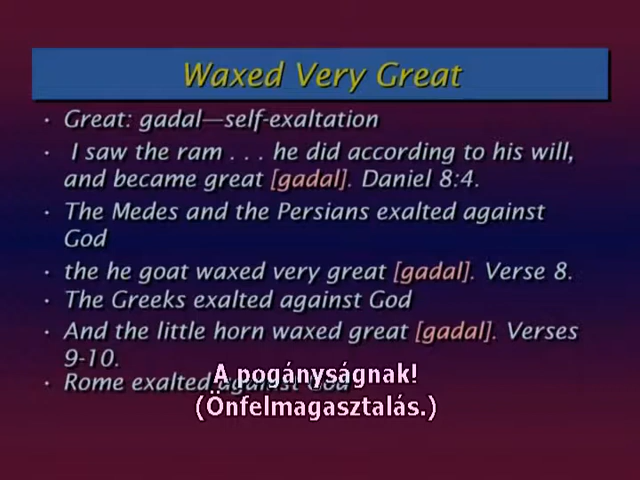 Waxed Very Great
· Great: gadal—self-exaltation
· I saw the ram . . . he did according to his will,
and became great [gadal]. Daniel 8:4.
· The Medes and the Persians exalted against
God
· the he goat waxed very great [gadal]. Verse 8.
· The Greeks exalted against God
· And the little horn waxed great [gadal]. Verses
9-10.
· Rome exalted against God
A pogányságnak!
(Önfelmagasztalás.)